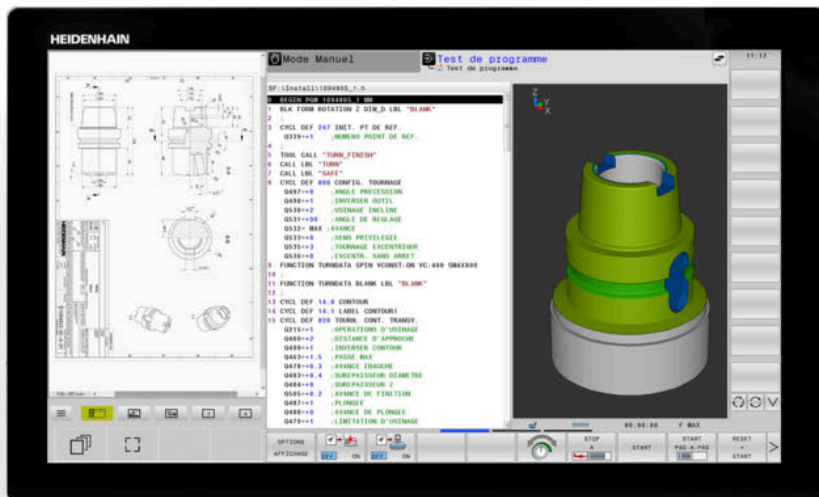 HEIDENHAIN
Mode Manuel
Test de programme
Test de programme
11:17
SF:\Install\1094805_1.h
0 BEGIN PGM 1094805_1 MM
1 BLK FORM ROTATION Z DIM_D LBL "BLANK"
2 ;
3 CYCL DEF 247 INIT. PT DE REF.
Q339=+1 ;NUMERO POINT DE REF.
4 ;
5 TOOL CALL "TURN_FINISH"
6 CALL LBL "TURN"
7 CALL LBL "SAFE"
8 CYCL DEF 800 CONFIG. TOURNAGE
Q497=+0 ;ANGLE PRECESSION
Q498=+1 ;INVERSER OUTIL
Q530=+2 ;USINAGE INCLINE
Q531=+90 ;ANGLE DE REGLAGE
Q532= MAX ;AVANCE
Q533=+0 ;SENS PRIVILEGIE
Q535=+3 ;TOURNAGE EXCENTRIQUE
Q536=+0 ;EXCENTR. SANS ARRET
9 FUNCTION TURNDATA SPIN VCONST:ON VC:400 SMAX800
10 ;
11 FUNCTION TURNDATA BLANK LBL "BLANK"
12 ;
13 CYCL DEF 14.0 CONTOUR
14 CYCL DEF 14.1 LABEL CONTOUR1
15 CYCL DEF 820 TOURN. CONT. TRANSV.
Q215=+1 ;OPERATIONS D'USINAGE
Q460=+2 ;DISTANCE D'APPROCHE
Q499=+1 ;INVERSER CONTOUR
Q463=+1.5 ;PASSE MAX
Q478=+0.3 ;AVANCE EBAUCHE
Q483=+0.4 ;SUREPAISSEUR DIAMETRE
Q484=+0 ;SUREPAISSEUR Z
Q505=+0.2 ;AVANCE DE FINITION
Q487=+1 ;PLONGEE
Q488=+0 ;AVANCE DE PLONGEE
Q479=+1 ;LIMITATION D'USINAGE
Z
Y
X
HEIDENHAIN
00:00:00 F MAX
OPTIONS
AFFICHAGE
OFF ON
OFF ON
STOP
A
START
START
PAS-A-PAS
RESET
+
START